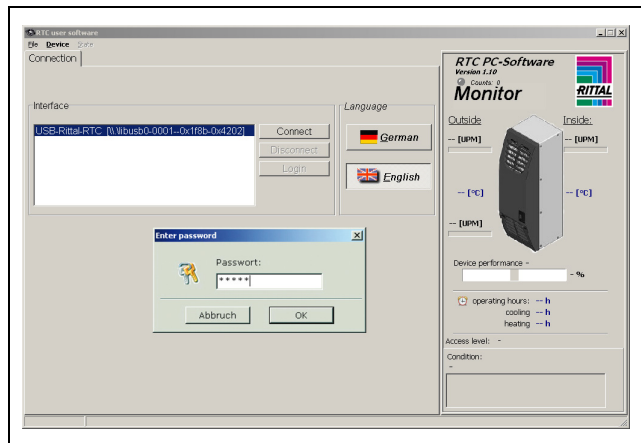 RTC user software
File Device State
Connection
Interface
USB-Rittal-RTC [\\.\libusb0-0001--0x1f8b-0x4202]
Connect
Disconnect
Login
Language
German
English
Enter password
Passwort:
*****
Abbruch
OK
RTC PC-Software
Version 1.10
Counts: 0
Monitor
RITTAL
Outside
Inside:
-- [UPM]
-- [UPM]
-- [°C]
-- [°C]
-- [UPM]
Device performance -
- %
operating hours: -- h
cooling -- h
heating -- h
Access level: -
Condition:
-